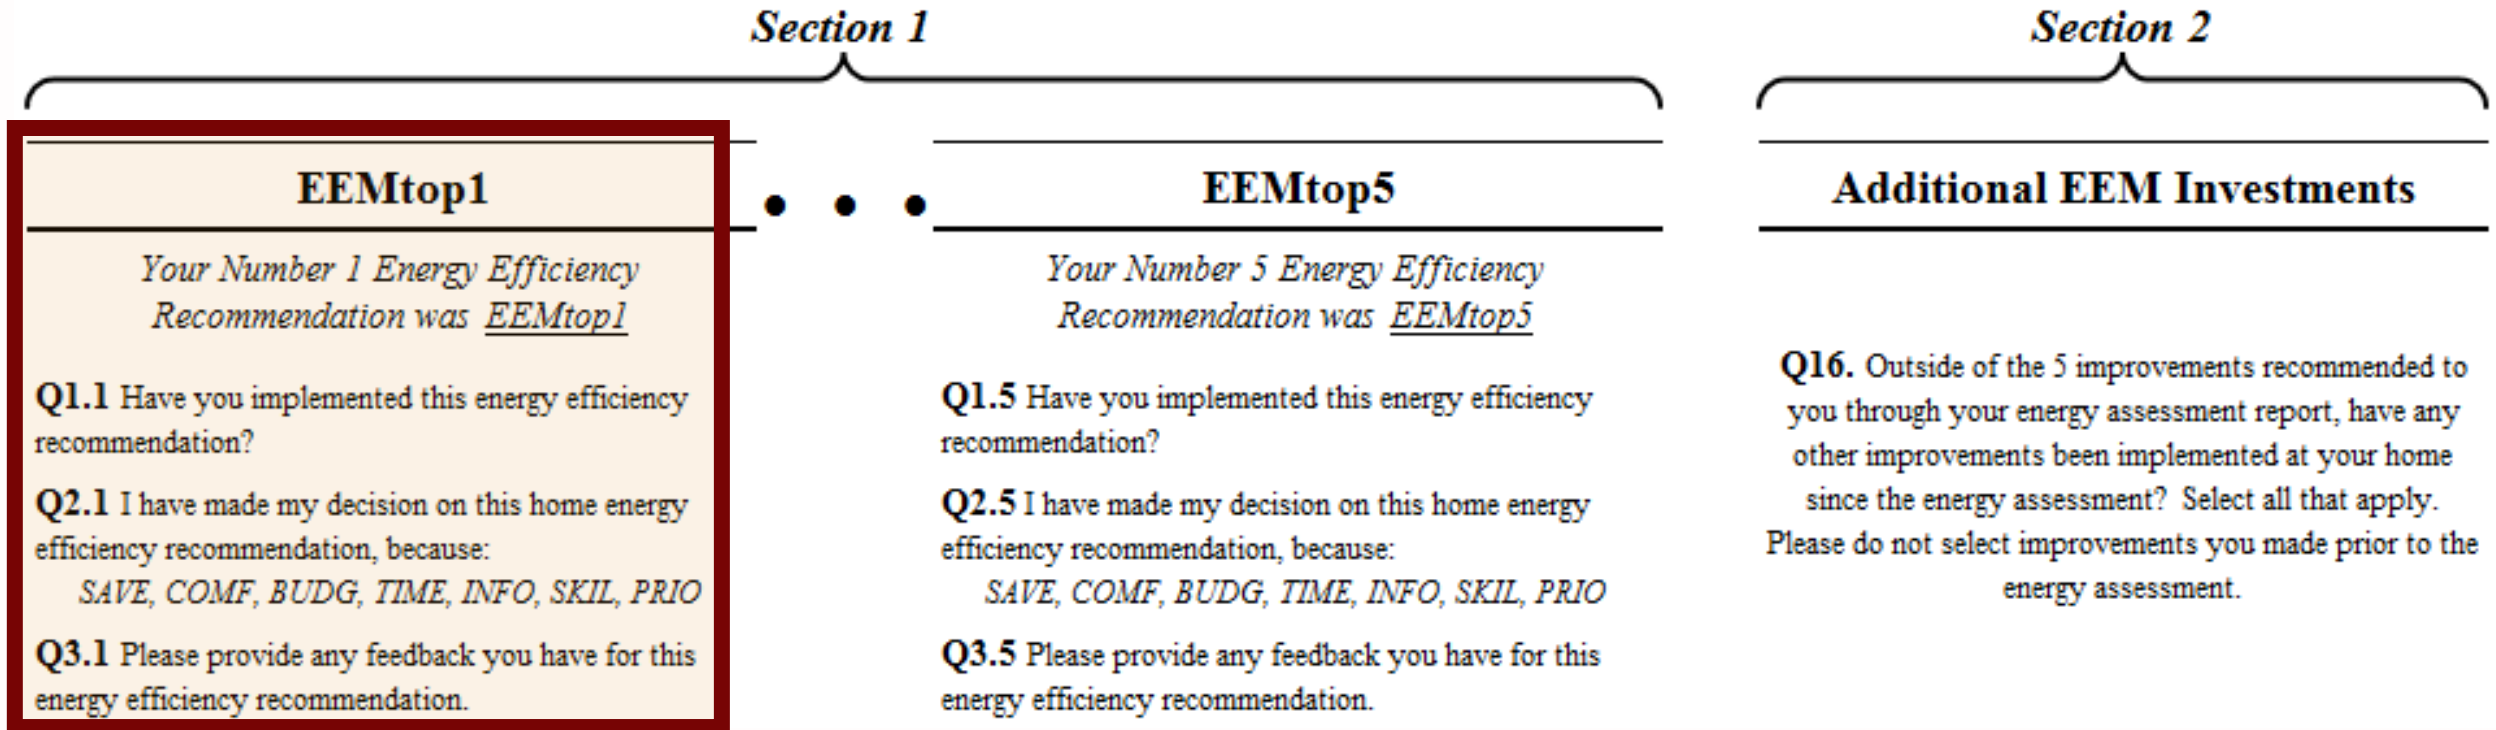 Section 1
EEMtop1
Your Number 1 Energy Efficiency
Recommendation was EEMtop1
Q1.1 Have you implemented this energy efficiency
recommendation?
Q2.1 I have made my decision on this home energy
efficiency recommendation, because:
SAVE, COMF, BUDG, TIME, INFO, SKIL, PRIO
Q3.1 Please provide any feedback you have for this
energy efficiency recommendation.
• • •
EEMtop5
Your Number 5 Energy Efficiency
Recommendation was EEMtop5
Q1.5 Have you implemented this energy efficiency
recommendation?
Q2.5 I have made my decision on this home energy
efficiency recommendation, because:
SAVE, COMF, BUDG, TIME, INFO, SKIL, PRIO
Q3.5 Please provide any feedback you have for this
energy efficiency recommendation.
Section 2
Additional EEM Investments
Q16. Outside of the 5 improvements recommended to
you through your energy assessment report, have any
other improvements been implemented at your home
since the energy assessment? Select all that apply.
Please do not select improvements you made prior to the
energy assessment.